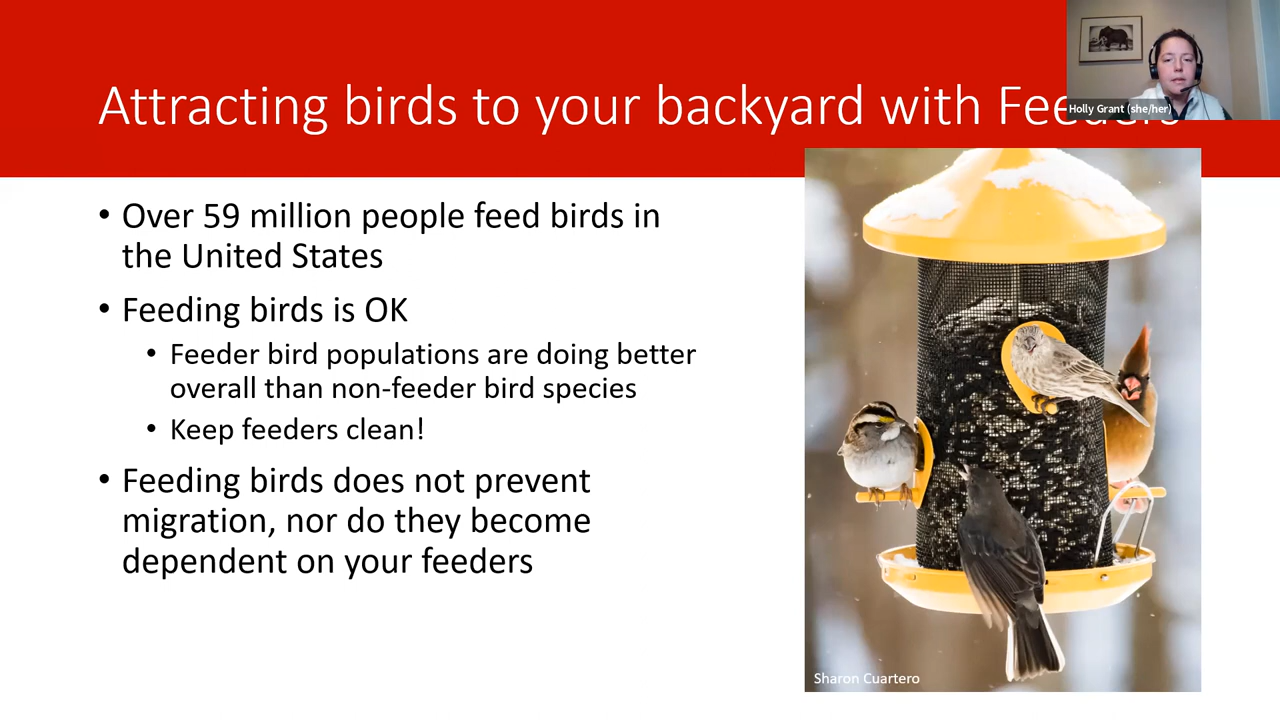 Attracting birds to your backyard with Feeders
Holly Grant (she/her)
• Over 59 million people feed birds in
the United States
• Feeding birds is OK
• Feeder bird populations are doing better
overall than non-feeder bird species
• Keep feeders clean!
• Feeding birds does not prevent
migration, nor do they become
dependent on your feeders
Sharon Cuartero